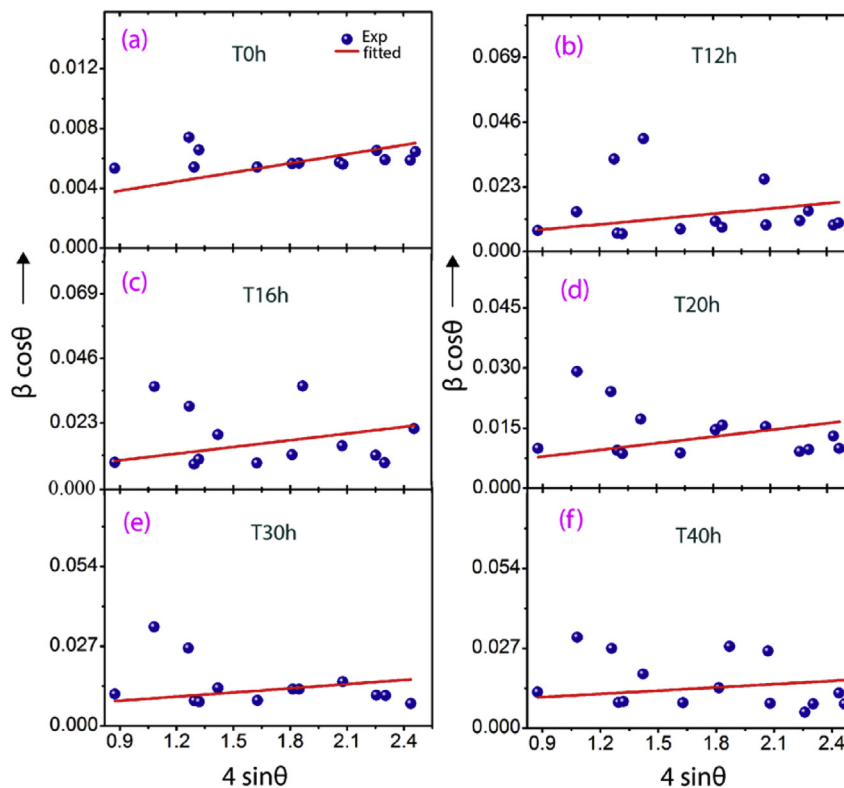 (a)
T0h
Exp
fitted
0.012
0.008
0.004
0.000
(b)
T12h
0.069
0.046
0.023
0.000
β cosθ
(c)
T16h
0.069
0.046
0.023
0.000
β cosθ
(d)
T20h
0.045
0.030
0.015
0.000
(e)
T30h
0.054
0.027
0.000
0.9 1.2 1.5 1.8 2.1 2.4
4 sinθ
(f)
T40h
0.054
0.027
0.000
0.9 1.2 1.5 1.8 2.1 2.4
4 sinθ